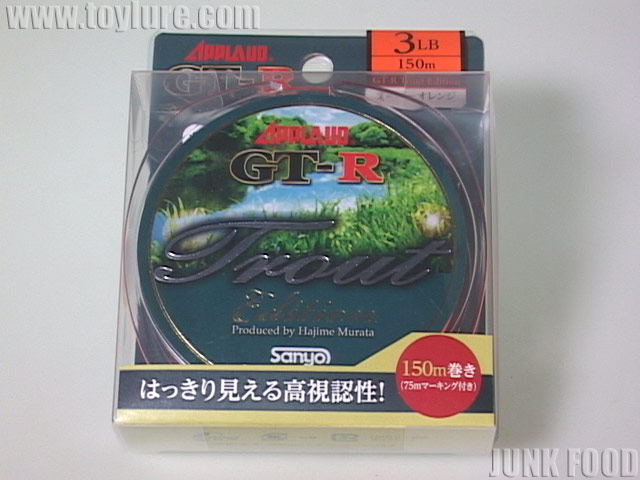 www.toylure.com
APPLAUD
GT-R
3LB
150m
オレンジ
APPLAUD
GT-R
Trout
Edition
Produced by Hajime Murata
Sanyo
150m巻き
(75mマーキング付き)
はっきり見える高視認性!
JUNK FOOD